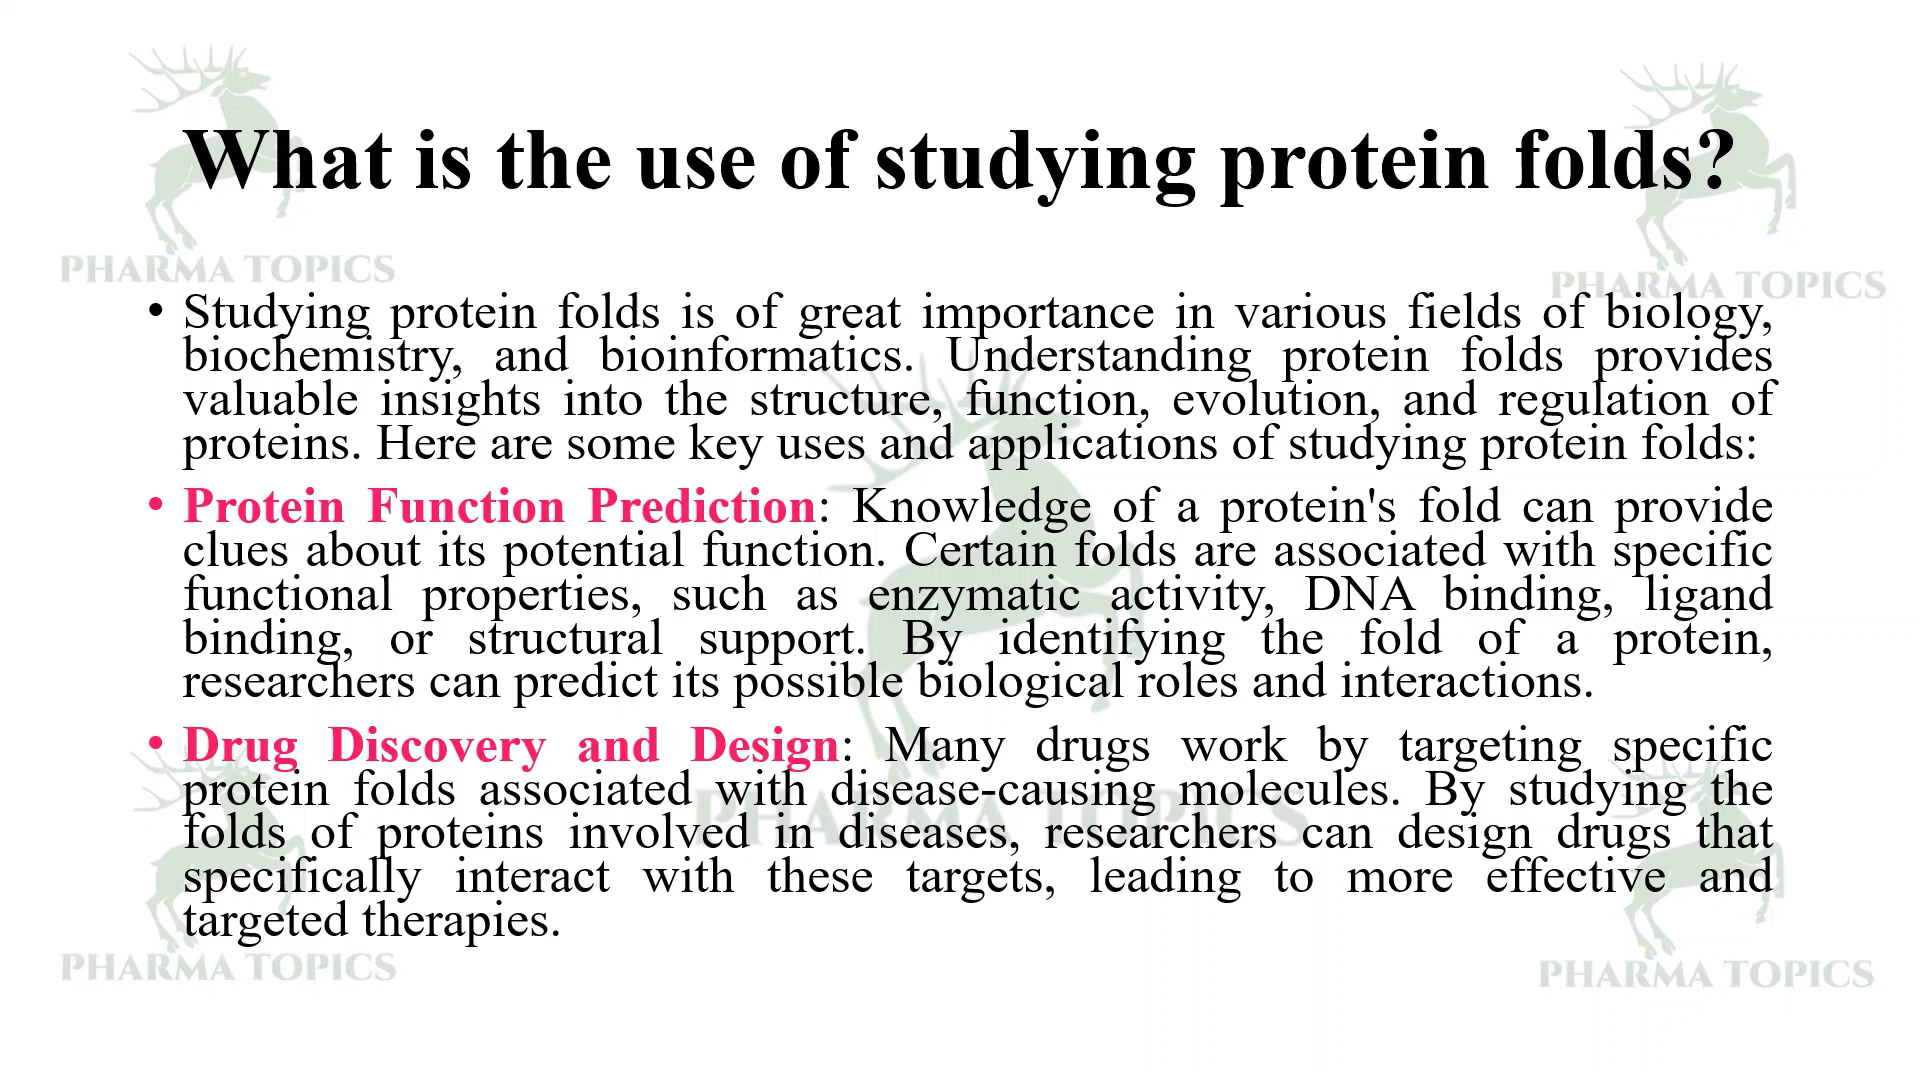 What is the use of studying protein folds?
PHARMA TOPICS
PHARMA TOPICS
• Studying protein folds is of great importance in various fields of biology,
biochemistry, and bioinformatics. Understanding protein folds provides
valuable insights into the structure, function, evolution, and regulation of
proteins. Here are some key uses and applications of studying protein folds:
• Protein Function Prediction: Knowledge of a protein's fold can provide
clues about its potential function. Certain folds are associated with specific
functional properties, such as enzymatic activity, DNA binding, ligand
binding, or structural support. By identifying the fold of a protein,
researchers can predict its possible biological roles and interactions.
• Drug Discovery and Design: Many drugs work by targeting specific
protein folds associated with disease-causing molecules. By studying the
folds of proteins involved in diseases, researchers can design drugs that
specifically interact with these targets, leading to more effective and
targeted therapies.
PHARMA TOPICS
PHARMA TOPICS
PHARMA TOPICS